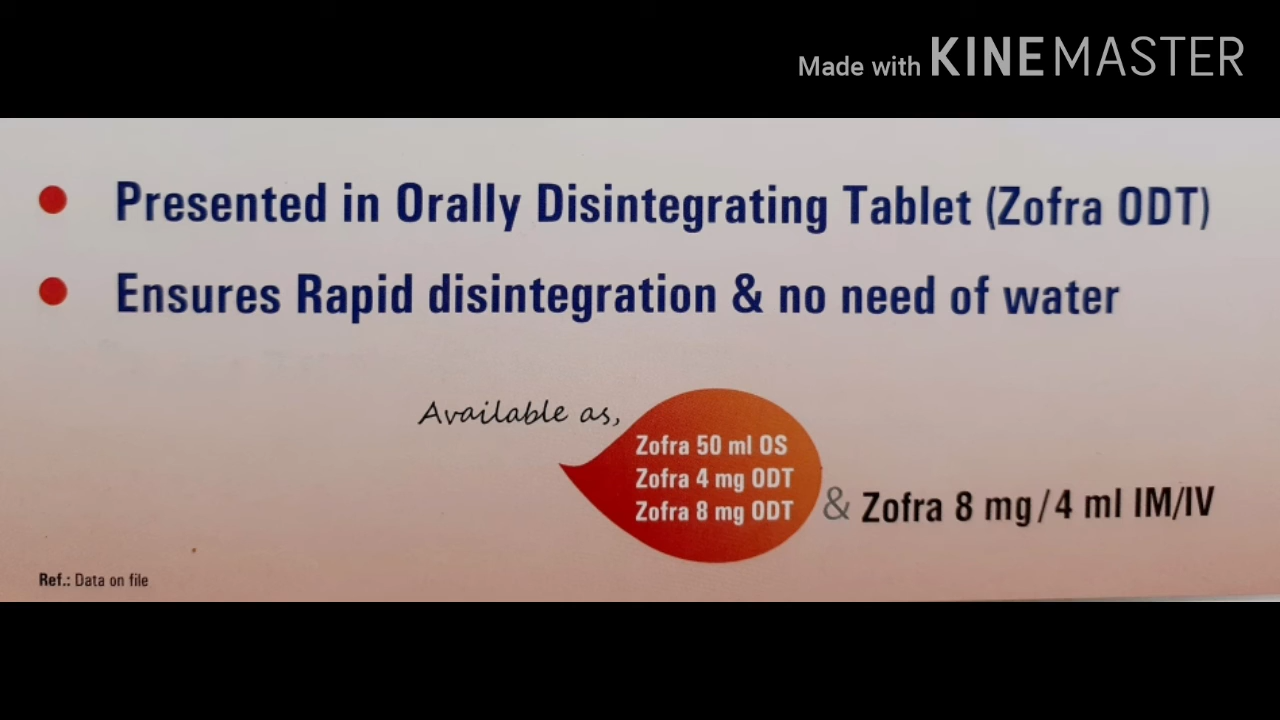 Made with KINEMASTER
Presented in Orally Disintegrating Tablet (Zofra ODT)
Ensures Rapid disintegration & no need of water
Available as,
Zofra 50 ml OS
Zofra 4 mg ODT
Zofra 8 mg ODT
& Zofra 8 mg/4 ml IM/IV
Ref.: Data on file